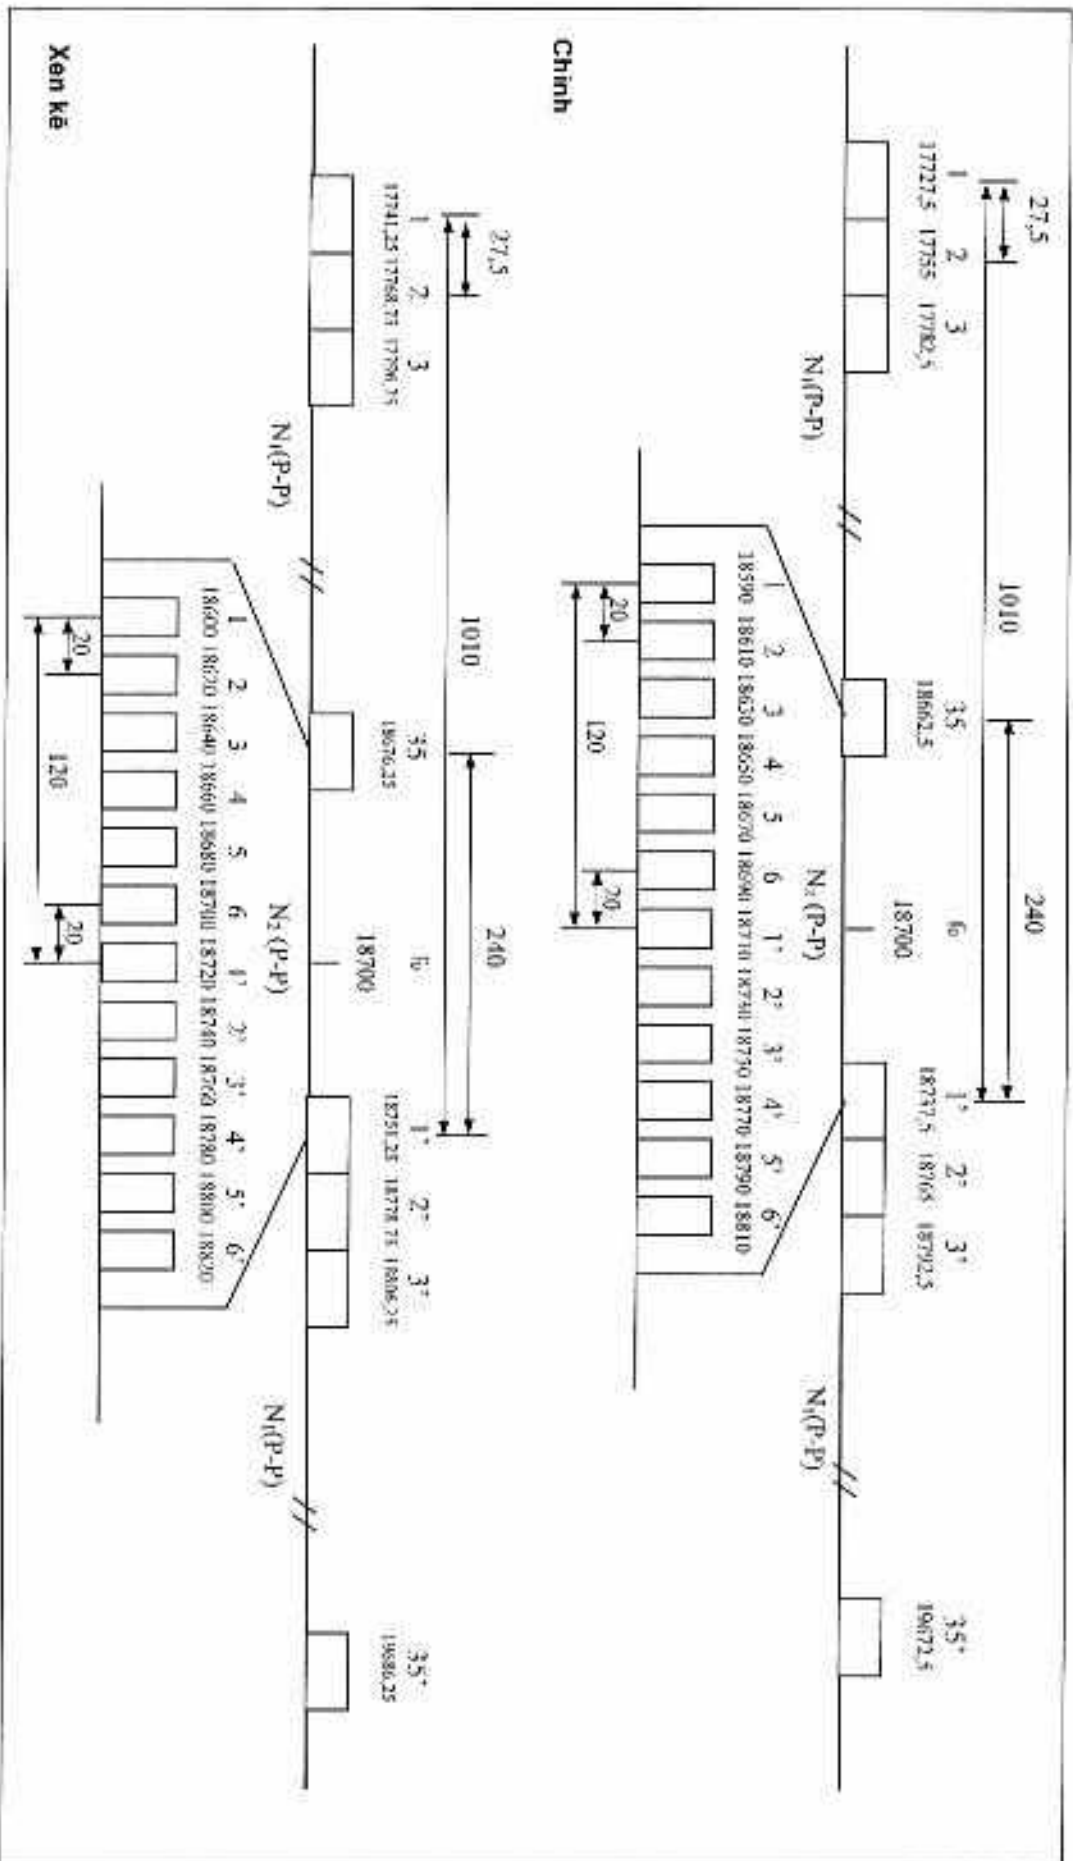 Chính
27,5
1010
240
1 2 3 35 f₀ 1' 2' 3' 35'
17727,5 17755 17782,5 18662,5 18700 18737,5 18765 18792,5 19672,5
N₁(P-P) N₂(P-P) N₁(P-P)
1 2 3 4 5 6 1' 2' 3' 4' 5' 6'
18590 18610 18630 18650 18670 18690 18710 18730 18750 18770 18790 18810
20 20
120
Xen kẽ
27,5
1010
240
1 2 3 35 f₀ 1' 2' 3' 35'
17741,25 17768,75 17796,25 18676,25 18700 18751,25 18778,75 18806,25 19686,25
N₁(P-P) N₂(P-P) N₁(P-P)
1 2 3 4 5 6 1' 2' 3' 4' 5' 6'
18600 18620 18640 18660 18680 18700 18720 18740 18760 18780 18800 18820
20 20
120